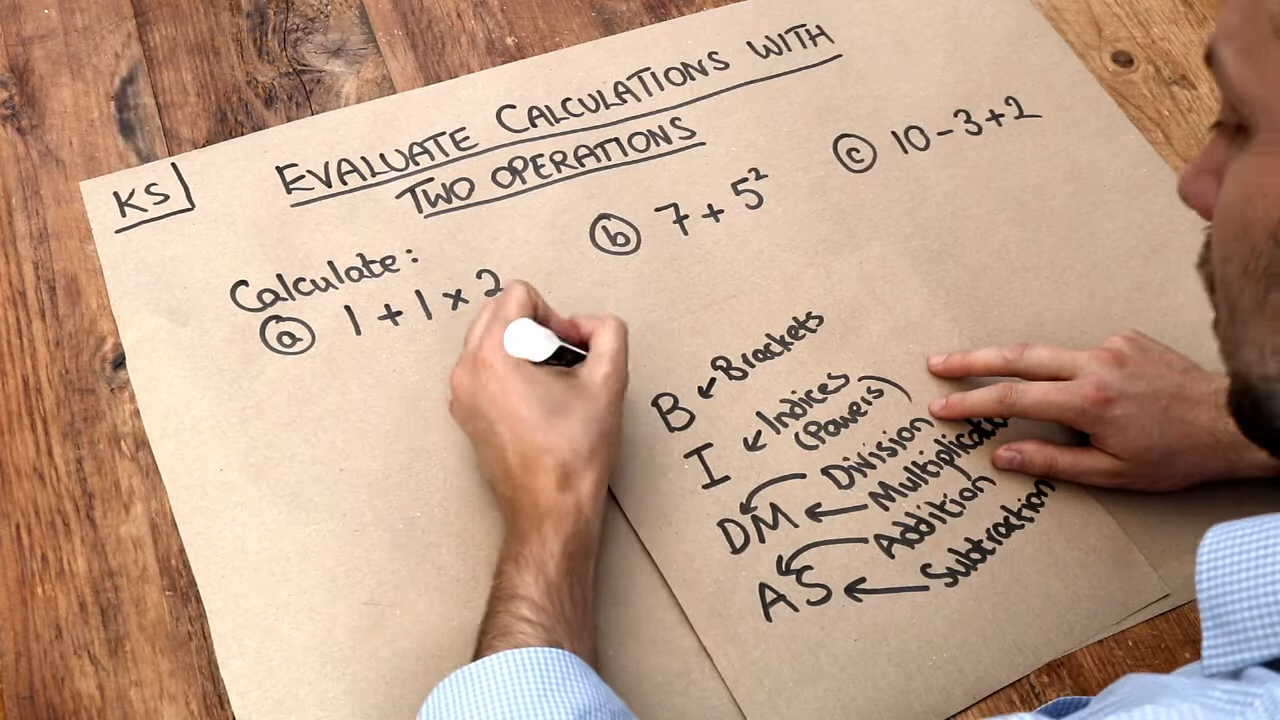 KS
EVALUATE CALCULATIONS WITH
TWO OPERATIONS
Calculate:
a 1 + 1 × 2
b 7 + 5²
c 10 - 3 + 2
B ← Brackets
I ← Indices
(Powers)
DM ← Division
← Multiplicati
AS ← Addition
← Subtraction